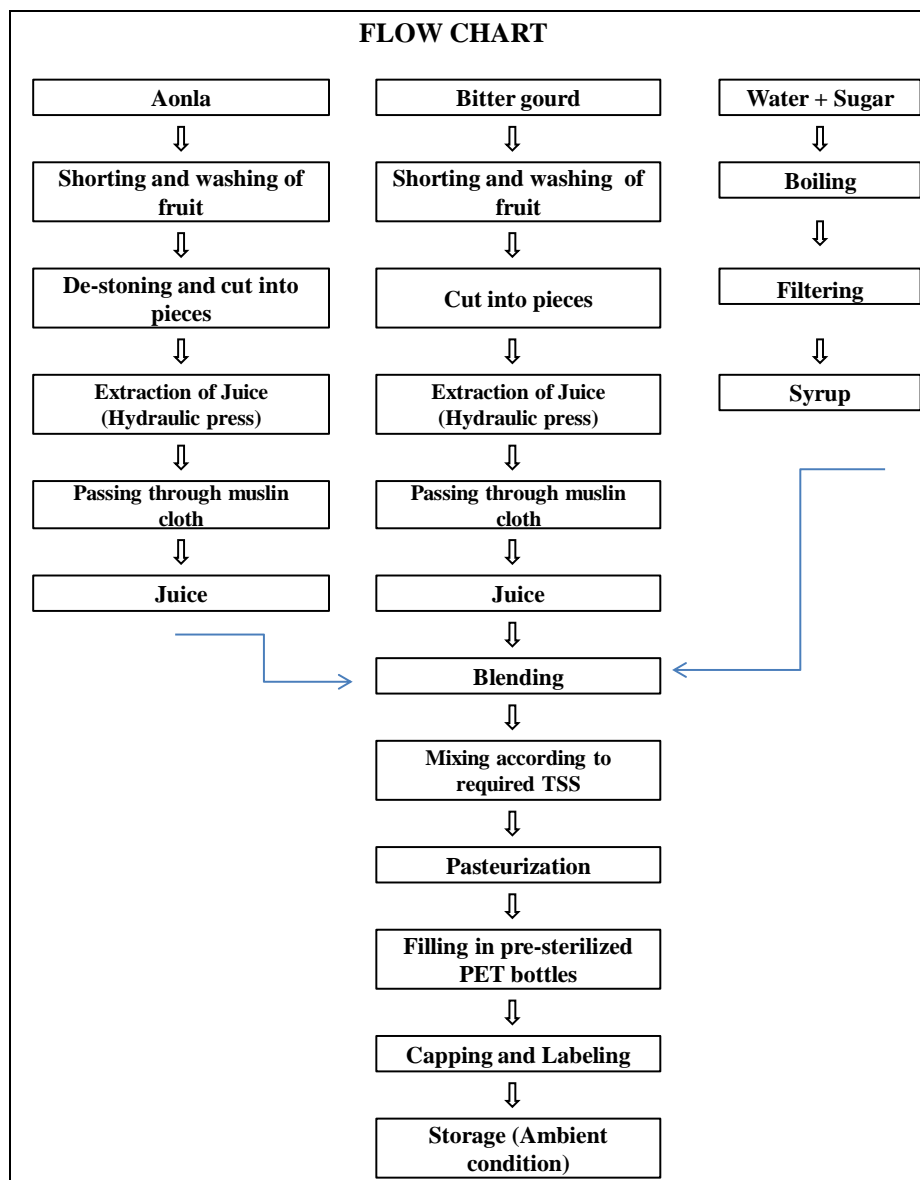 FLOW CHART
Aonla
Shorting and washing of
fruit
De-stoning and cut into
pieces
Extraction of Juice
(Hydraulic press)
Passing through muslin
cloth
Juice
Bitter gourd
Shorting and washing of
fruit
Cut into pieces
Extraction of Juice
(Hydraulic press)
Passing through muslin
cloth
Juice
Water + Sugar
Boiling
Filtering
Syrup
Blending
Mixing according to
required TSS
Pasteurization
Filling in pre-sterilized
PET bottles
Capping and Labeling
Storage (Ambient
condition)